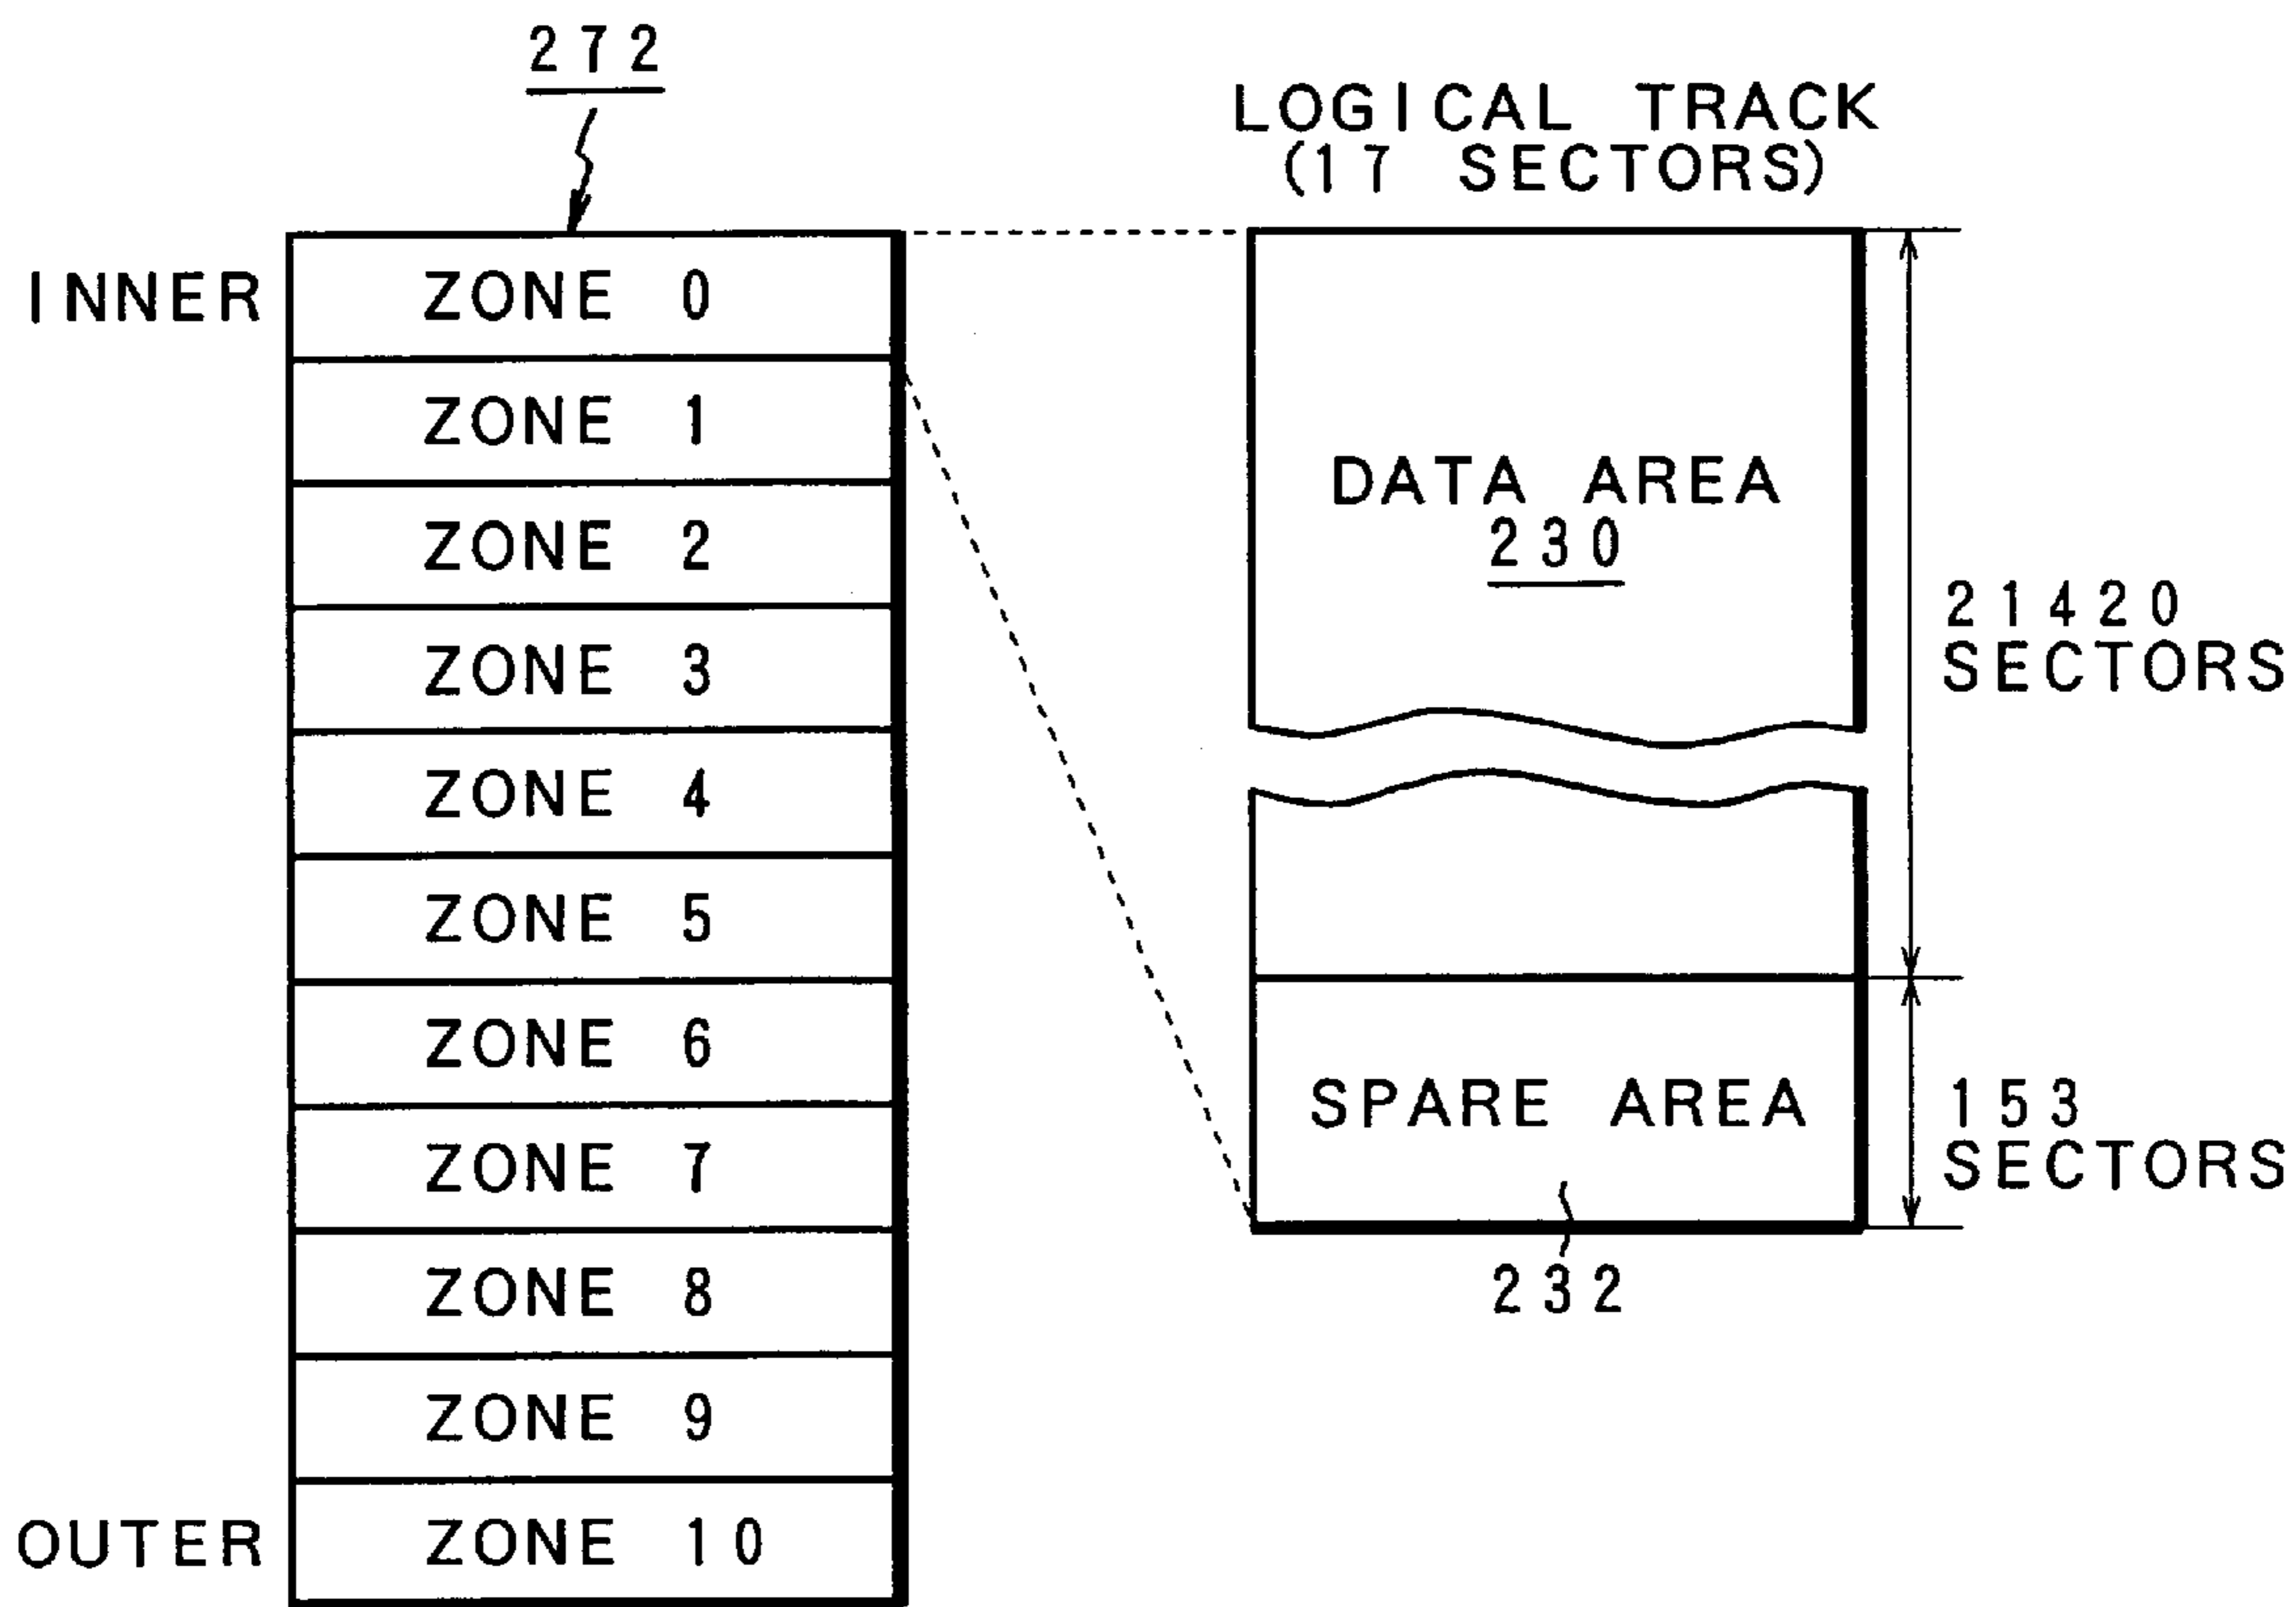 272
INNER
ZONE 0
ZONE 1
ZONE 2
ZONE 3
ZONE 4
ZONE 5
ZONE 6
ZONE 7
ZONE 8
ZONE 9
OUTER
ZONE 10
LOGICAL TRACK
(17 SECTORS)
DATA AREA
230
21420
SECTORS
SPARE AREA
153
SECTORS
232